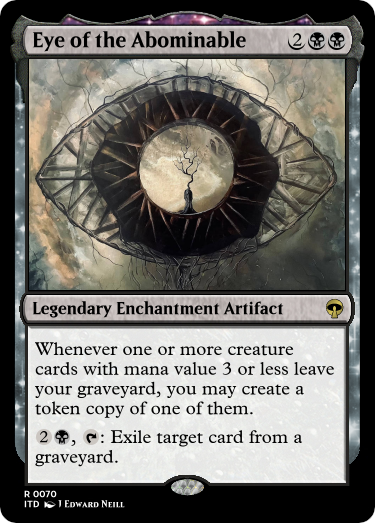 Eye of the Abominable 2
Legendary Enchantment Artifact
Whenever one or more creature
cards with mana value 3 or less leave
your graveyard, you may create a
token copy of one of them.
2 , : Exile target card from a
graveyard.
R 0070
ITD Edward Neill